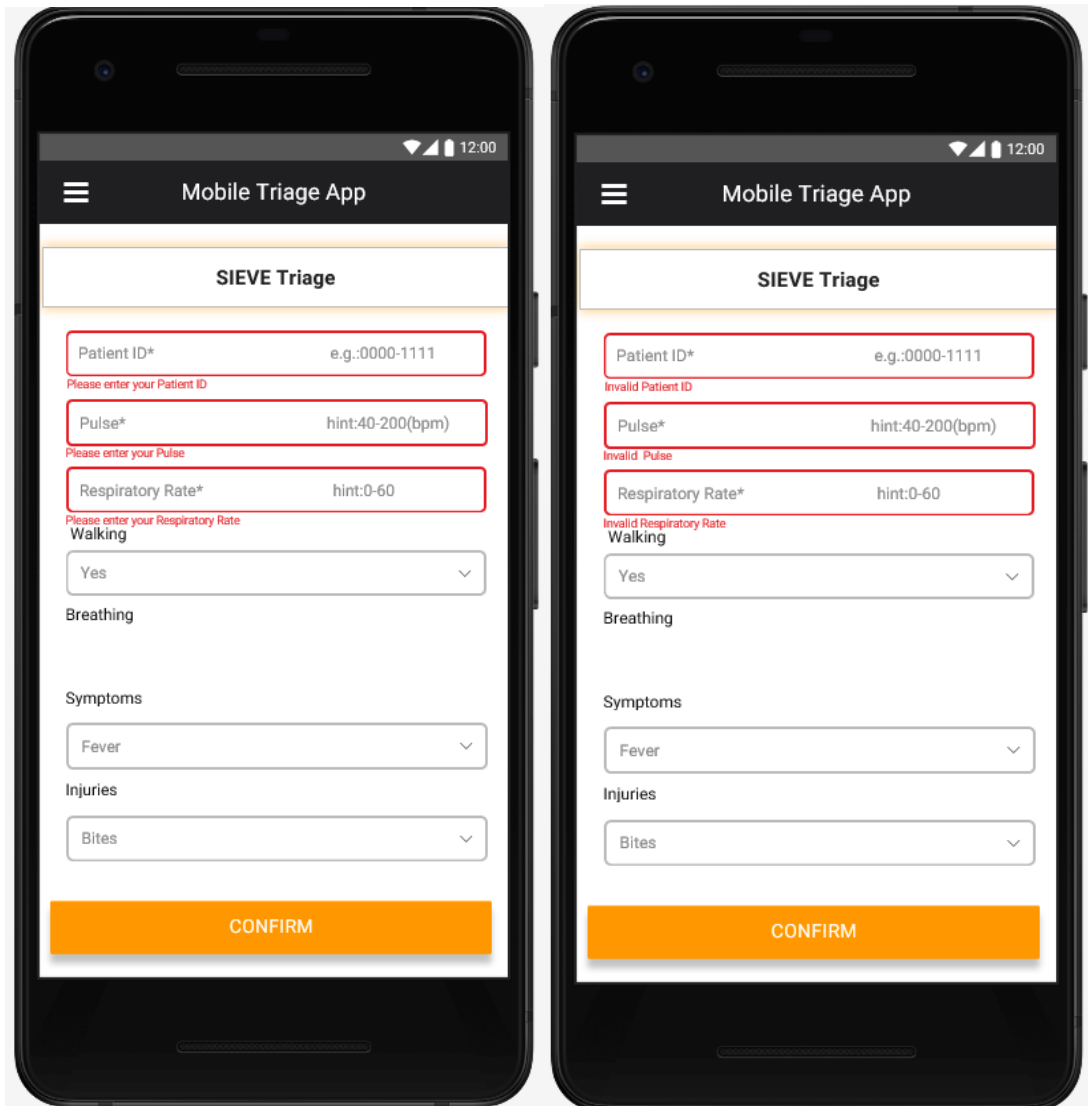 12:00
Mobile Triage App
SIEVE Triage
Patient ID* e.g.:0000-1111
Please enter your Patient ID
Pulse* hint:40-200(bpm)
Please enter your Pulse
Respiratory Rate* hint:0-60
Please enter your Respiratory Rate
Walking
Yes
Breathing
Symptoms
Fever
Injuries
Bites
CONFIRM
12:00
Mobile Triage App
SIEVE Triage
Patient ID* e.g.:0000-1111
Invalid Patient ID
Pulse* hint:40-200(bpm)
Invalid Pulse
Respiratory Rate* hint:0-60
Invalid Respiratory Rate
Walking
Yes
Breathing
Symptoms
Fever
Injuries
Bites
CONFIRM